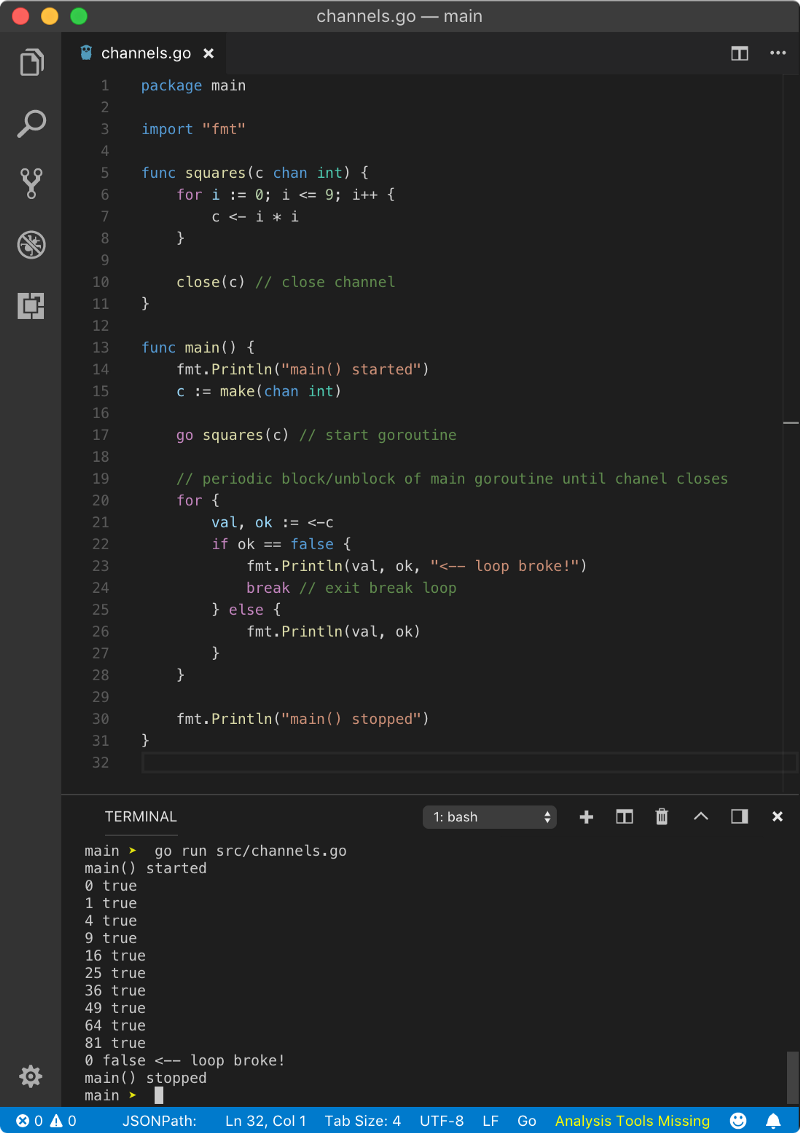 channels.go — main
channels.go
1 package main
2
3 import "fmt"
4
5 func squares(c chan int) {
6     for i := 0; i <= 9; i++ {
7         c <- i * i
8     }
9
10     close(c) // close channel
11 }
12
13 func main() {
14     fmt.Println("main() started")
15     c := make(chan int)
16
17     go squares(c) // start goroutine
18
19     // periodic block/unblock of main goroutine until chanel closes
20     for {
21         val, ok := <-c
22         if ok == false {
23             fmt.Println(val, ok, "<-- loop broke!")
24             break // exit break loop
25         } else {
26             fmt.Println(val, ok)
27         }
28     }
29
30     fmt.Println("main() stopped")
31 }
32
TERMINAL 1: bash
main ➤ go run src/channels.go
main() started
0 true
1 true
4 true
9 true
16 true
25 true
36 true
49 true
64 true
81 true
0 false <-- loop broke!
main() stopped
main ➤
0 0 JSONPath: Ln 32, Col 1 Tab Size: 4 UTF-8 LF Go Analysis Tools Missing